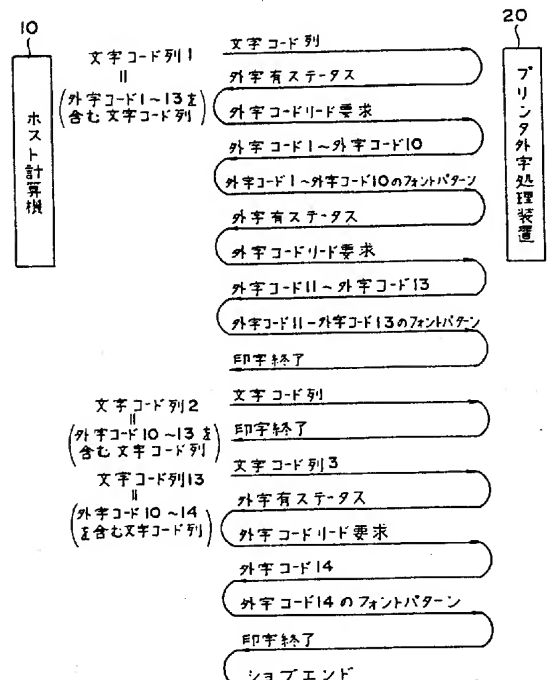 10
20
ホスト計算機
プリンタ外字処理装置
文字コード列1
=
(外字コード1~13を
含む文字コード列)
文字コード列
外字有ステータス
外字コードリード要求
外字コード1~外字コード10
外字コード1~外字コード10のフォントパターン
外字有ステータス
外字コードリード要求
外字コード11~外字コード13
外字コード11-外字コード13のフォントパターン
印字終了
文字コード列2
=
(外字コード10~13を
含む文字コード列)
文字コード列
印字終了
文字コード列13
=
(外字コード10~14
を含む文字コード列)
文字コード列3
外字有ステータス
外字コードリード要求
外字コード14
外字コード14のフォントパターン
印字終了
ショブエンド